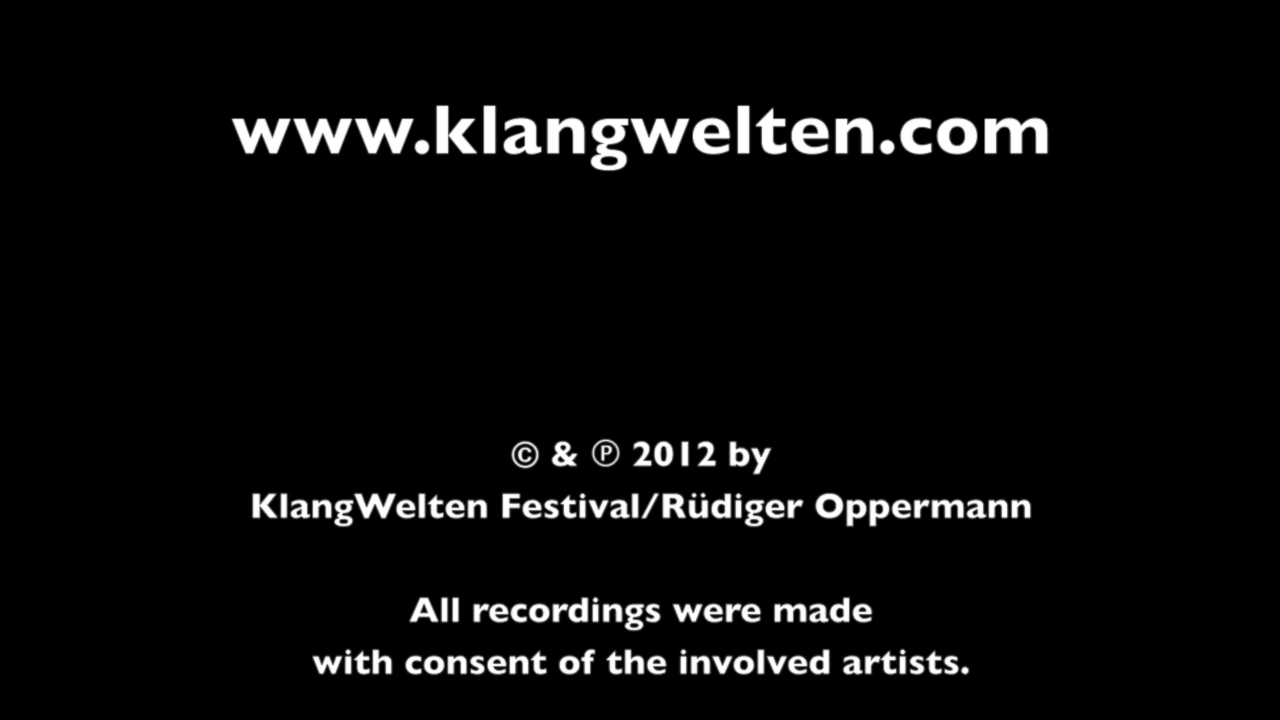 www.klangwelten.com
© & ℗ 2012 by
KlangWelten Festival/Rüdiger Oppermann
All recordings were made
with consent of the involved artists.